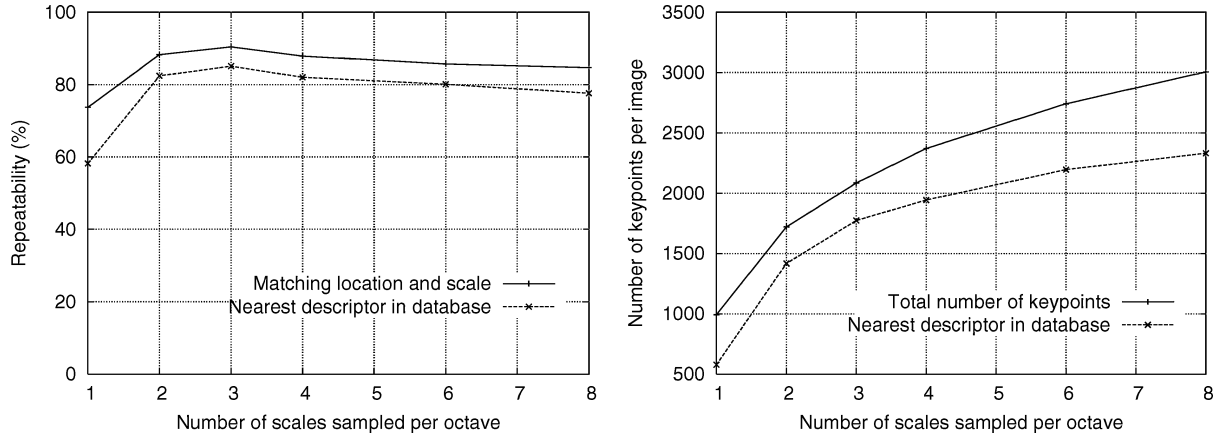 100
80
60
40
20
0
Repeatability (%)
Matching location and scale
Nearest descriptor in database
1 2 3 4 5 6 7 8
Number of scales sampled per octave
3500
3000
2500
2000
1500
1000
500
Number of keypoints per image
Total number of keypoints
Nearest descriptor in database
1 2 3 4 5 6 7 8
Number of scales sampled per octave